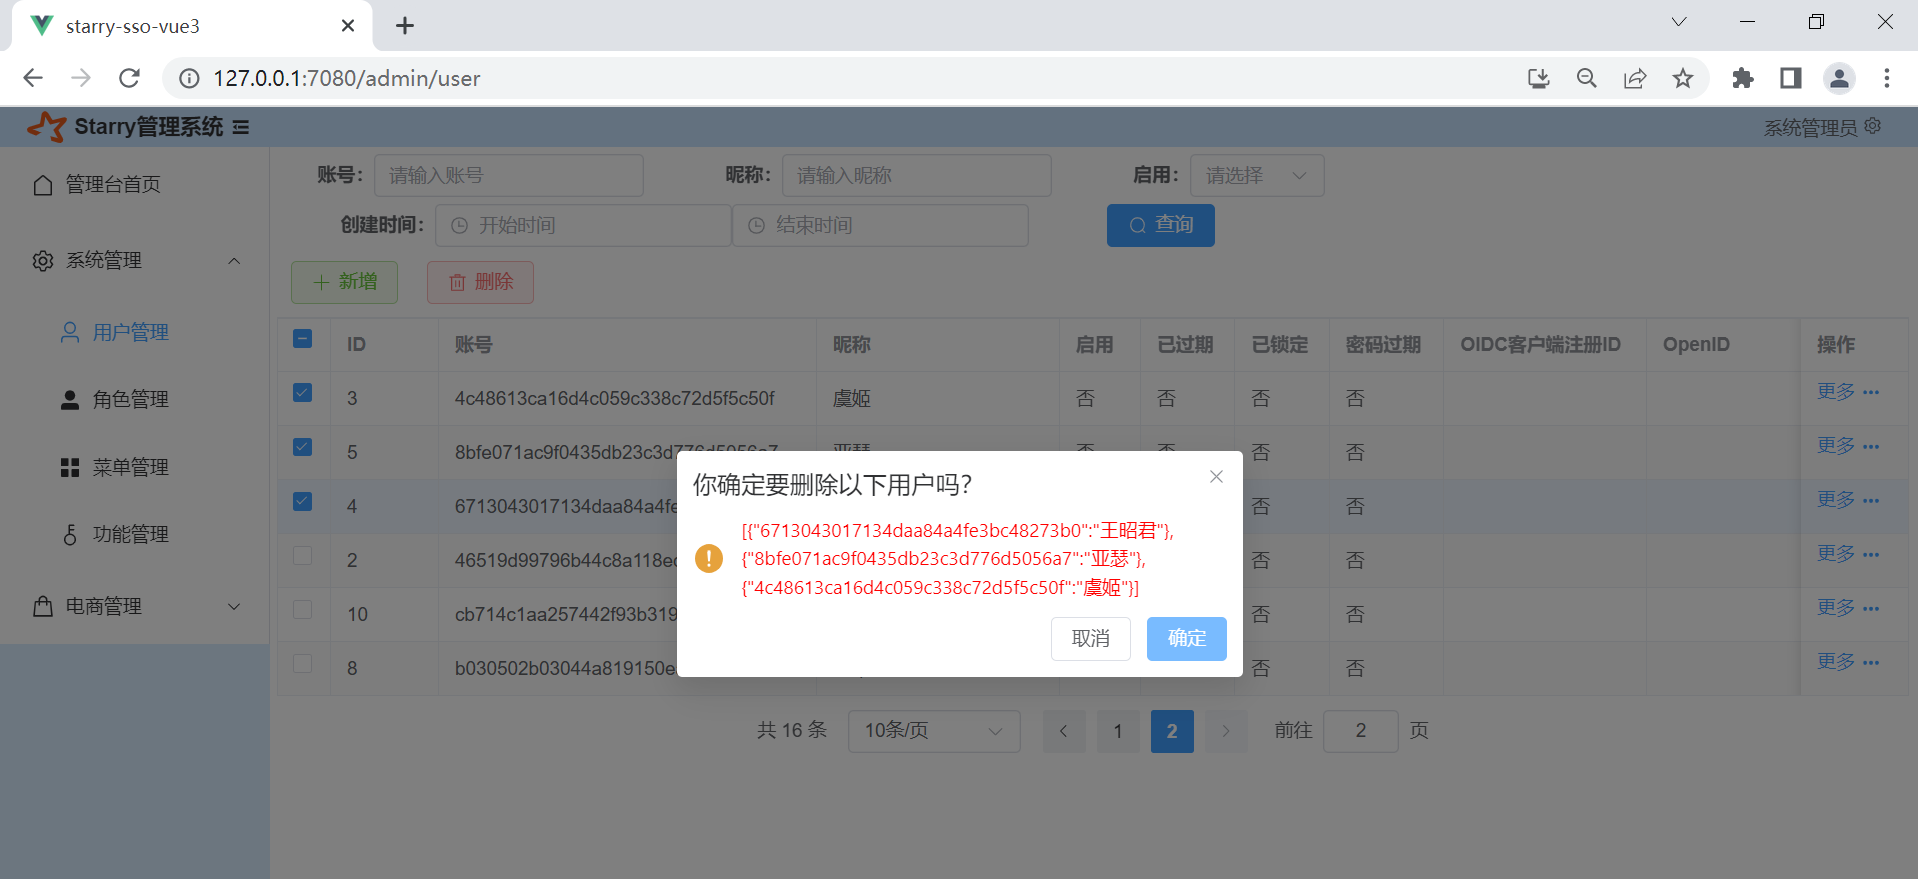 starry-sso-vue3
127.0.0.1:7080/admin/user
Starry管理系统
系统管理员
管理台首页
系统管理
用户管理
角色管理
菜单管理
功能管理
电商管理
账号: 请输入账号 昵称: 请输入昵称 启用: 请选择
创建时间: 开始时间 结束时间 查询
新增 删除
ID 账号 昵称 启用 已过期 已锁定 密码过期 OIDC客户端注册ID OpenID 操作
3 4c48613ca16d4c059c338c72d5f5c50f 虞姬 否 否 否 否 更多
5 8bfe071ac9f0435db23c3d776d5056a7 亚瑟 否 否 否 否 更多
4 6713043017134daa84a4fe 否 否 更多
2 46519d99796b44c8a118e 否 否 更多
10 cb714c1aa257442f93b319 否 否 更多
8 b030502b03044a819150e 否 否 更多
你确定要删除以下用户吗?
[{"6713043017134daa84a4fe3bc48273b0":"王昭君"},
{"8bfe071ac9f0435db23c3d776d5056a7":"亚瑟"},
{"4c48613ca16d4c059c338c72d5f5c50f":"虞姬"}]
取消 确定
共 16 条 10条/页 1 2 前往 2 页